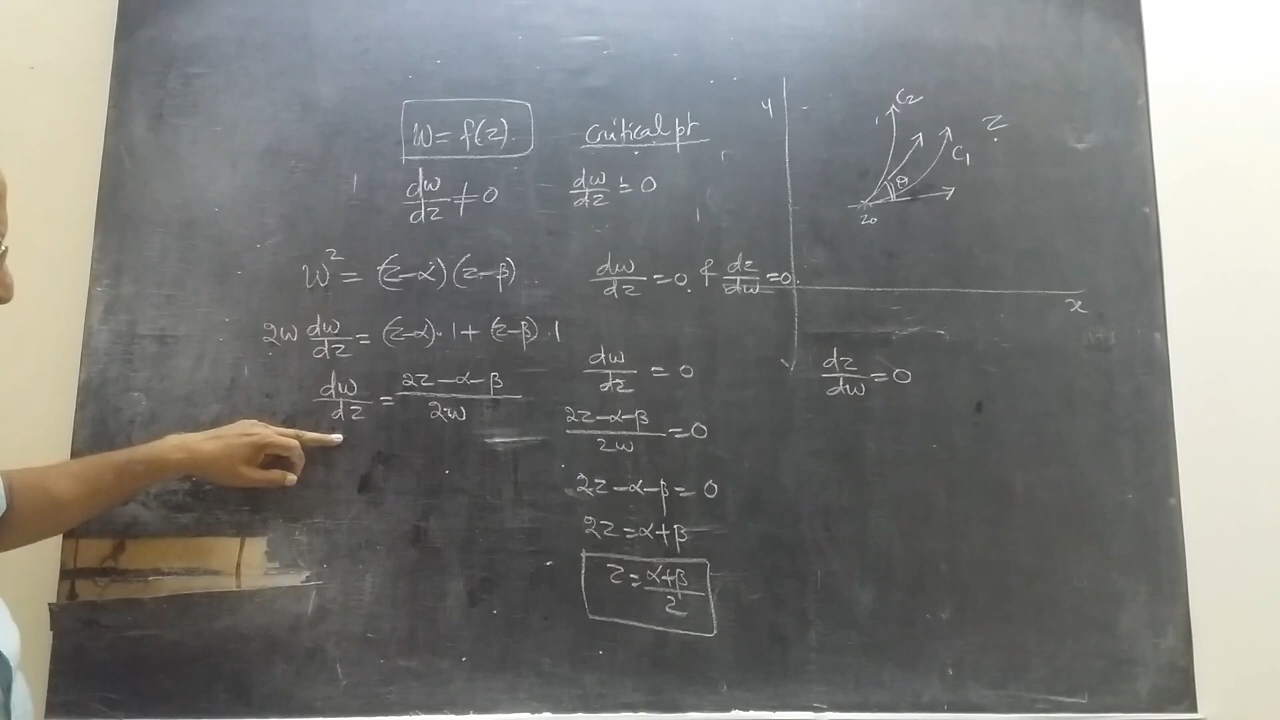 W = f(z).
critical pt
dw/dz ≠ 0
dw/dz = 0
W² = (z-α)(z-β)
dw/dz = 0. & dz/dw = 0.
2w dw/dz = (z-α)·1 + (z-β)·1
dw/dz = (2z-α-β)/2w
dw/dz = 0
(2z-α-β)/2w = 0
2z-α-β = 0
2z = α+β
z = (α+β)/2
y
C2
z
C1
θ
z0
x
dz/dw = 0